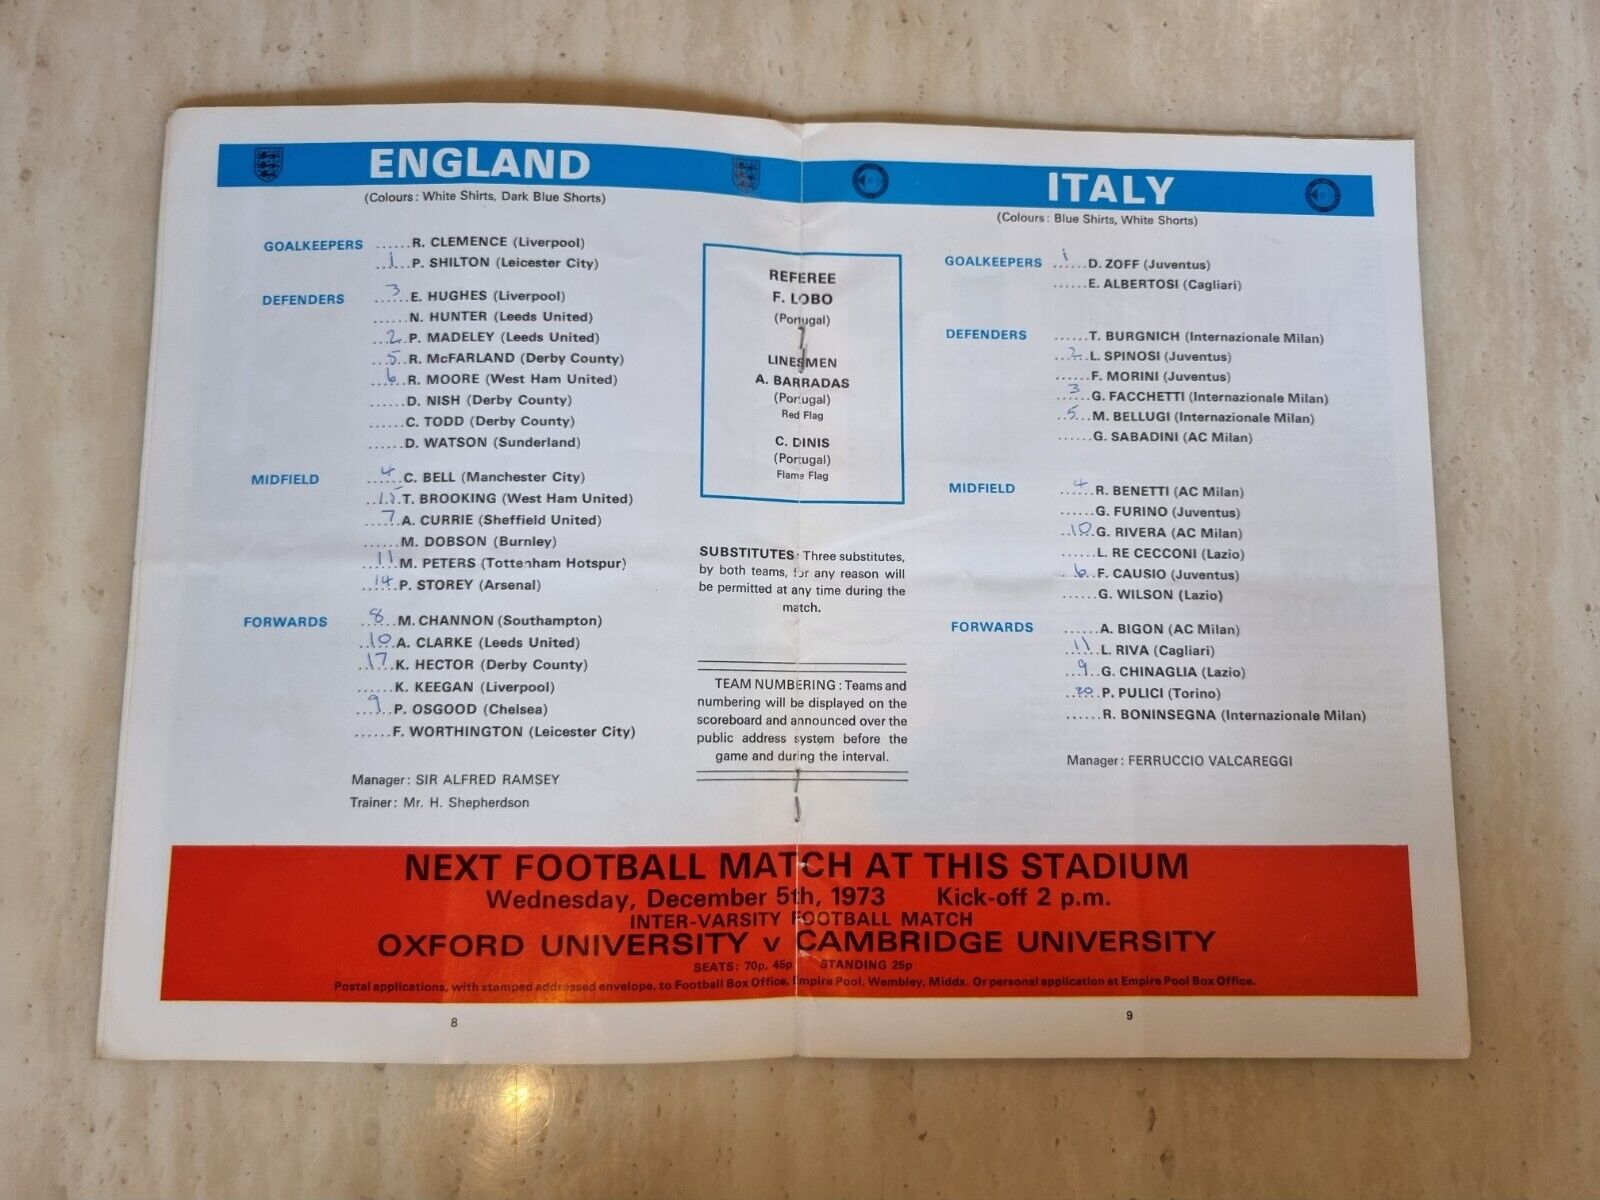 ENGLAND
(Colours: White Shirts, Dark Blue Shorts)
GOALKEEPERS ......R. CLEMENCE (Liverpool)
1 P. SHILTON (Leicester City)
DEFENDERS 3 E. HUGHES (Liverpool)
......N. HUNTER (Leeds United)
2 P. MADELEY (Leeds United)
5 R. McFARLAND (Derby County)
6 R. MOORE (West Ham United)
......D. NISH (Derby County)
......C. TODD (Derby County)
......D. WATSON (Sunderland)
MIDFIELD 4 C. BELL (Manchester City)
T. BROOKING (West Ham United)
7 A. CURRIE (Sheffield United)
......M. DOBSON (Burnley)
11 M. PETERS (Tottenham Hotspur)
14 P. STOREY (Arsenal)
FORWARDS 8 M. CHANNON (Southampton)
10 A. CLARKE (Leeds United)
17 K. HECTOR (Derby County)
......K. KEEGAN (Liverpool)
9 P. OSGOOD (Chelsea)
......F. WORTHINGTON (Leicester City)
Manager: SIR ALFRED RAMSEY
Trainer: Mr. H. Shepherdson
REFEREE
F. LOBO
(Portugal)
LINESMEN
A. BARRADAS
(Portugal)
Red Flag
C. DINIS
(Portugal)
Flame Flag
SUBSTITUTES: Three substitutes,
by both teams, for any reason will
be permitted at any time during the
match.
TEAM NUMBERING: Teams and
numbering will be displayed on the
scoreboard and announced over the
public address system before the
game and during the interval.
ITALY
(Colours: Blue Shirts, White Shorts)
GOALKEEPERS 1 D. ZOFF (Juventus)
......E. ALBERTOSI (Cagliari)
DEFENDERS ......T. BURGNICH (Internazionale Milan)
2 L. SPINOSI (Juventus)
......F. MORINI (Juventus)
3 G. FACCHETTI (Internazionale Milan)
5 M. BELLUGI (Internazionale Milan)
......G. SABADINI (AC Milan)
MIDFIELD 4 R. BENETTI (AC Milan)
......G. FURINO (Juventus)
10 G. RIVERA (AC Milan)
......L. RE CECCONI (Lazio)
6 F. CAUSIO (Juventus)
......G. WILSON (Lazio)
FORWARDS ......A. BIGON (AC Milan)
11 L. RIVA (Cagliari)
9 G. CHINAGLIA (Lazio)
20 P. PULICI (Torino)
......R. BONINSEGNA (Internazionale Milan)
Manager: FERRUCCIO VALCAREGGI
NEXT FOOTBALL MATCH AT THIS STADIUM
Wednesday, December 5th, 1973 Kick-off 2 p.m.
INTER-VARSITY FOOTBALL MATCH
OXFORD UNIVERSITY v CAMBRIDGE UNIVERSITY
SEATS: 70p, 45p STANDING 25p
Postal applications, with stamped addressed envelope, to Football Box Office, Empire Pool, Wembley, Middx. Or personal application at Empire Pool Box Office.
8
9